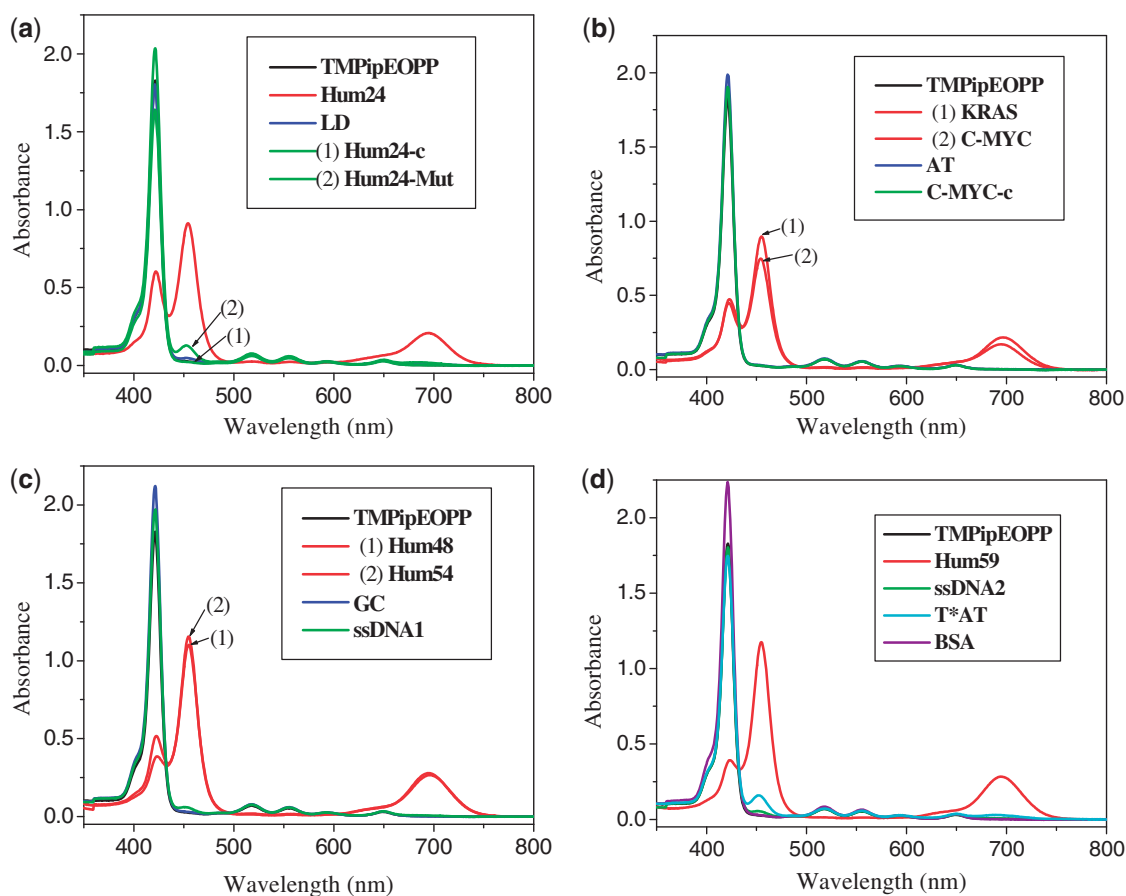 (a)
Absorbance
2.0
1.5
1.0
0.5
0.0
TMPipEOPP
Hum24
LD
(1) Hum24-c
(2) Hum24-Mut
(2)
(1)
400 500 600 700 800
Wavelength (nm)
(b)
Absorbance
2.0
1.5
1.0
0.5
0.0
TMPipEOPP
(1) KRAS
(2) C-MYC
AT
C-MYC-c
(1)
(2)
400 500 600 700 800
Wavelength (nm)
(c)
Absorbance
2.0
1.5
1.0
0.5
0.0
TMPipEOPP
(1) Hum48
(2) Hum54
GC
ssDNA1
(2)
(1)
400 500 600 700 800
Wavelength (nm)
(d)
Absorbance
2.0
1.5
1.0
0.5
0.0
TMPipEOPP
Hum59
ssDNA2
T*AT
BSA
400 500 600 700 800
Wavelength (nm)